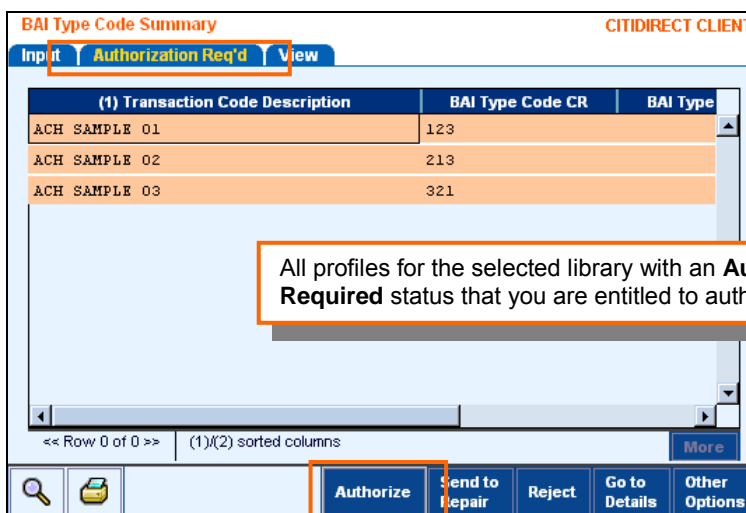 BAI Type Code Summary CITIDIRECT CLIENT
Input Authorization Req'd View
(1) Transaction Code Description BAI Type Code CR BAI Type
ACH SAMPLE 01 123
ACH SAMPLE 02 213
ACH SAMPLE 03 321
All profiles for the selected library with an Au
Required status that you are entitled to auth
<< Row 0 of 0 >> (1)/(2) sorted columns More
Authorize Send to Repair Reject Go to Details Other Options